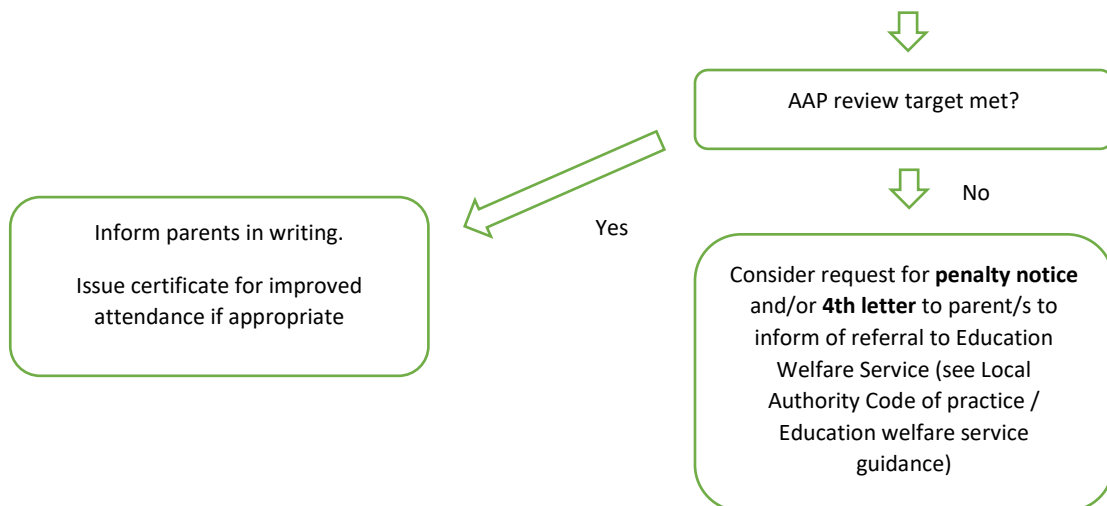 AAP review target met?
No
Yes
Inform parents in writing.
Issue certificate for improved
attendance if appropriate
Consider request for penalty notice
and/or 4th letter to parent/s to
inform of referral to Education
Welfare Service (see Local
Authority Code of practice /
Education welfare service
guidance)